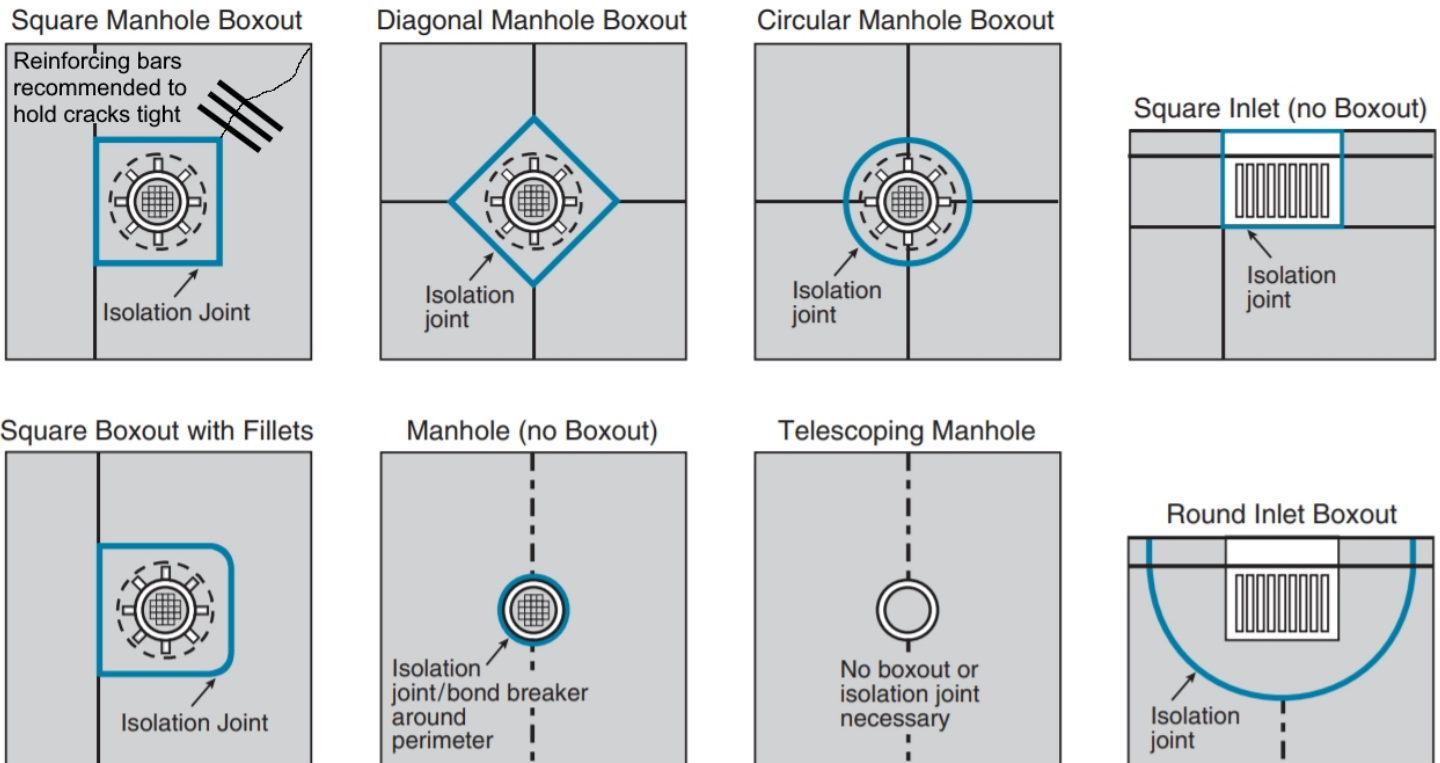 Square Manhole Boxout
Reinforcing bars
recommended to
hold cracks tight
Isolation Joint
Diagonal Manhole Boxout
Isolation
joint
Circular Manhole Boxout
Isolation
joint
Square Inlet (no Boxout)
Isolation
joint
Square Boxout with Fillets
Isolation Joint
Manhole (no Boxout)
Isolation
joint/bond breaker
around
perimeter
Telescoping Manhole
No boxout or
isolation joint
necessary
Round Inlet Boxout
Isolation
joint